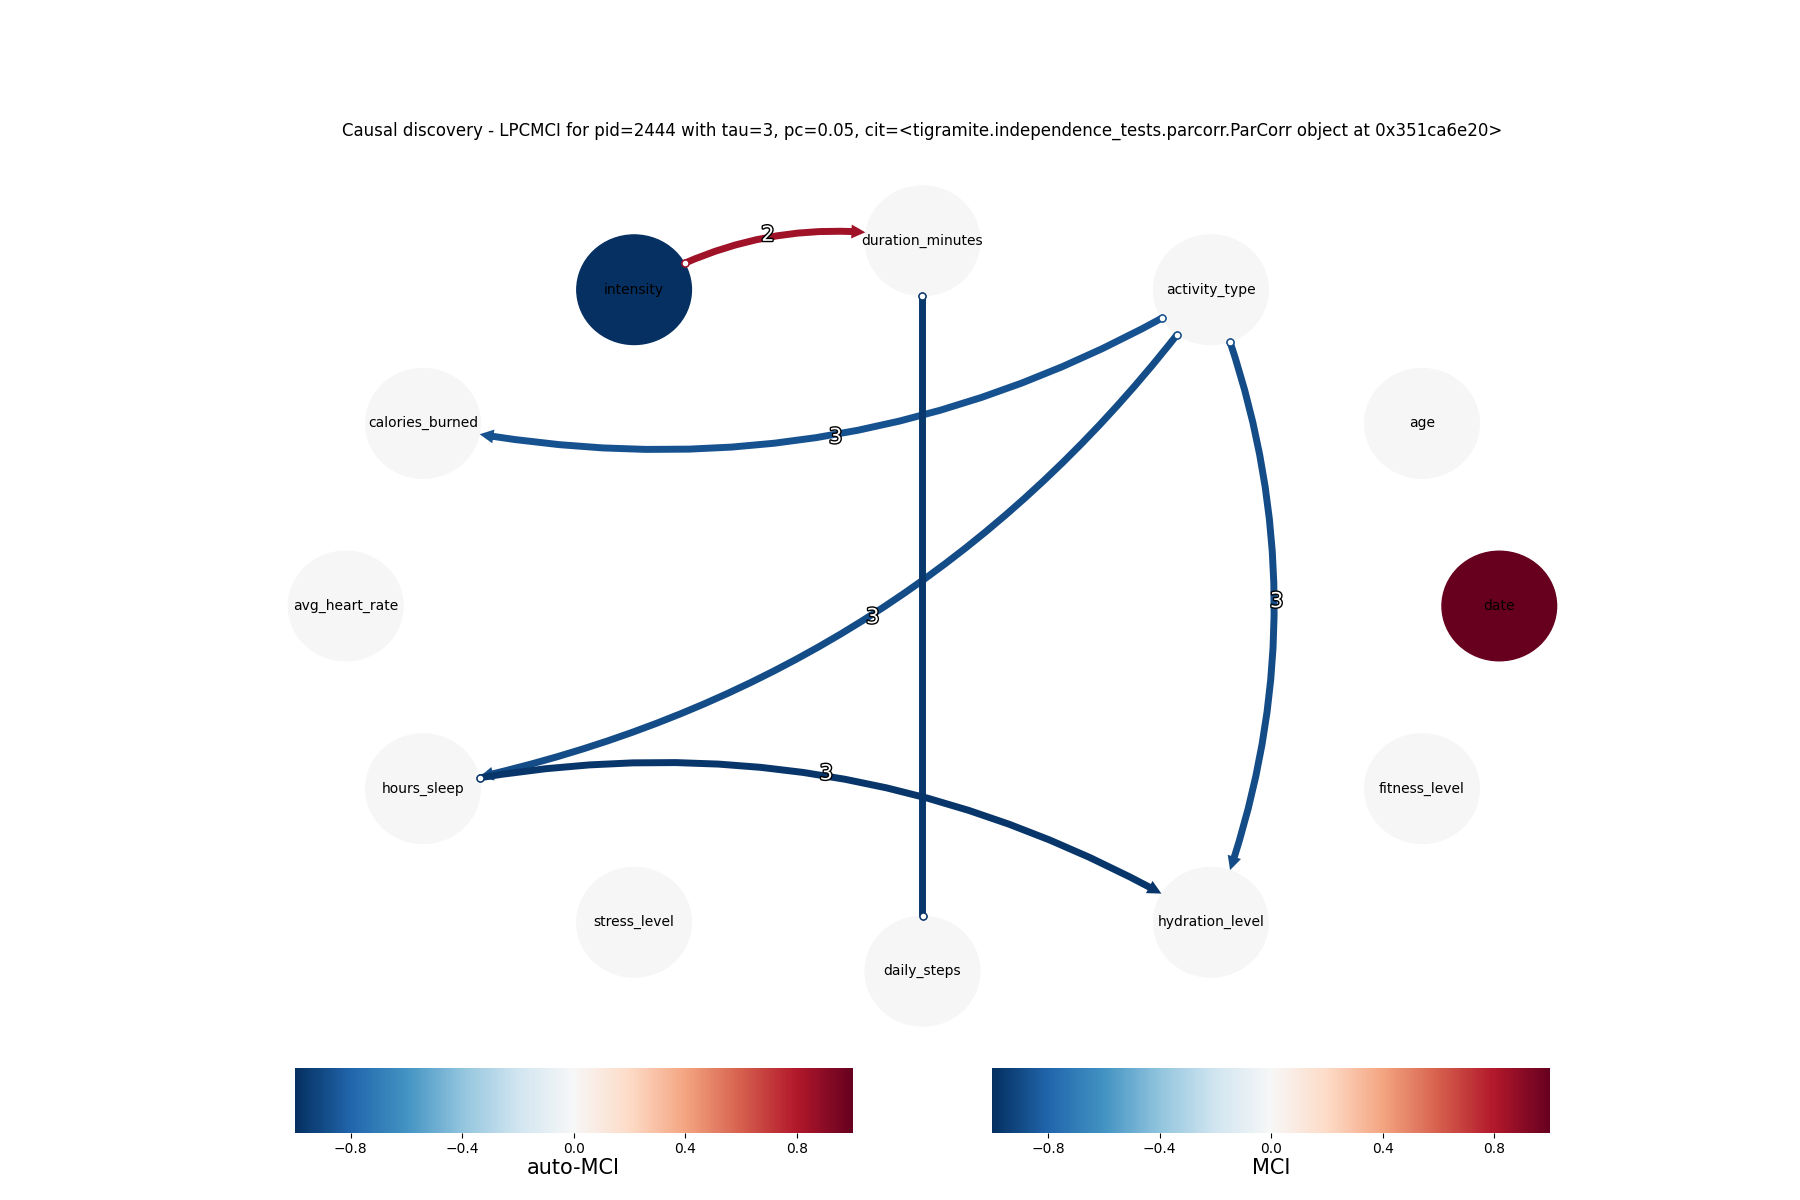 Causal discovery - LPCMCI for pid=2444 with tau=3, pc=0.05, cit=<tigramite.independence_tests.parcorr.ParCorr object at 0x351ca6e20>
duration_minutes
2
intensity
activity_type
calories_burned
3
age
avg_heart_rate
3
3
date
hours_sleep
3
fitness_level
stress_level
hydration_level
daily_steps
−0.8 −0.4 0.0 0.4 0.8
auto-MCI
−0.8 −0.4 0.0 0.4 0.8
MCI